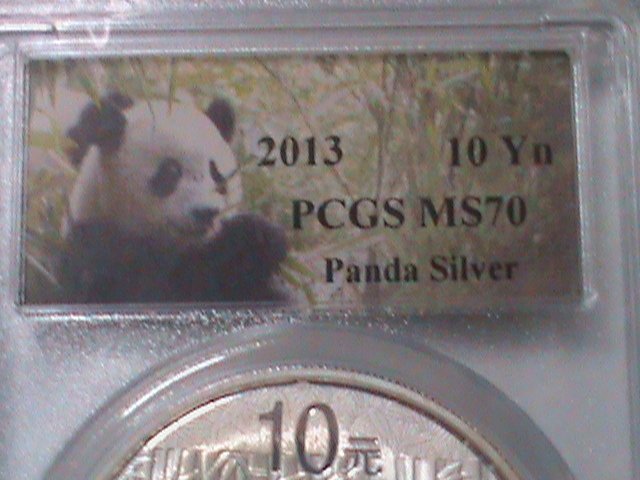 2013 10 Yn
PCGS MS70
Panda Silver
10元